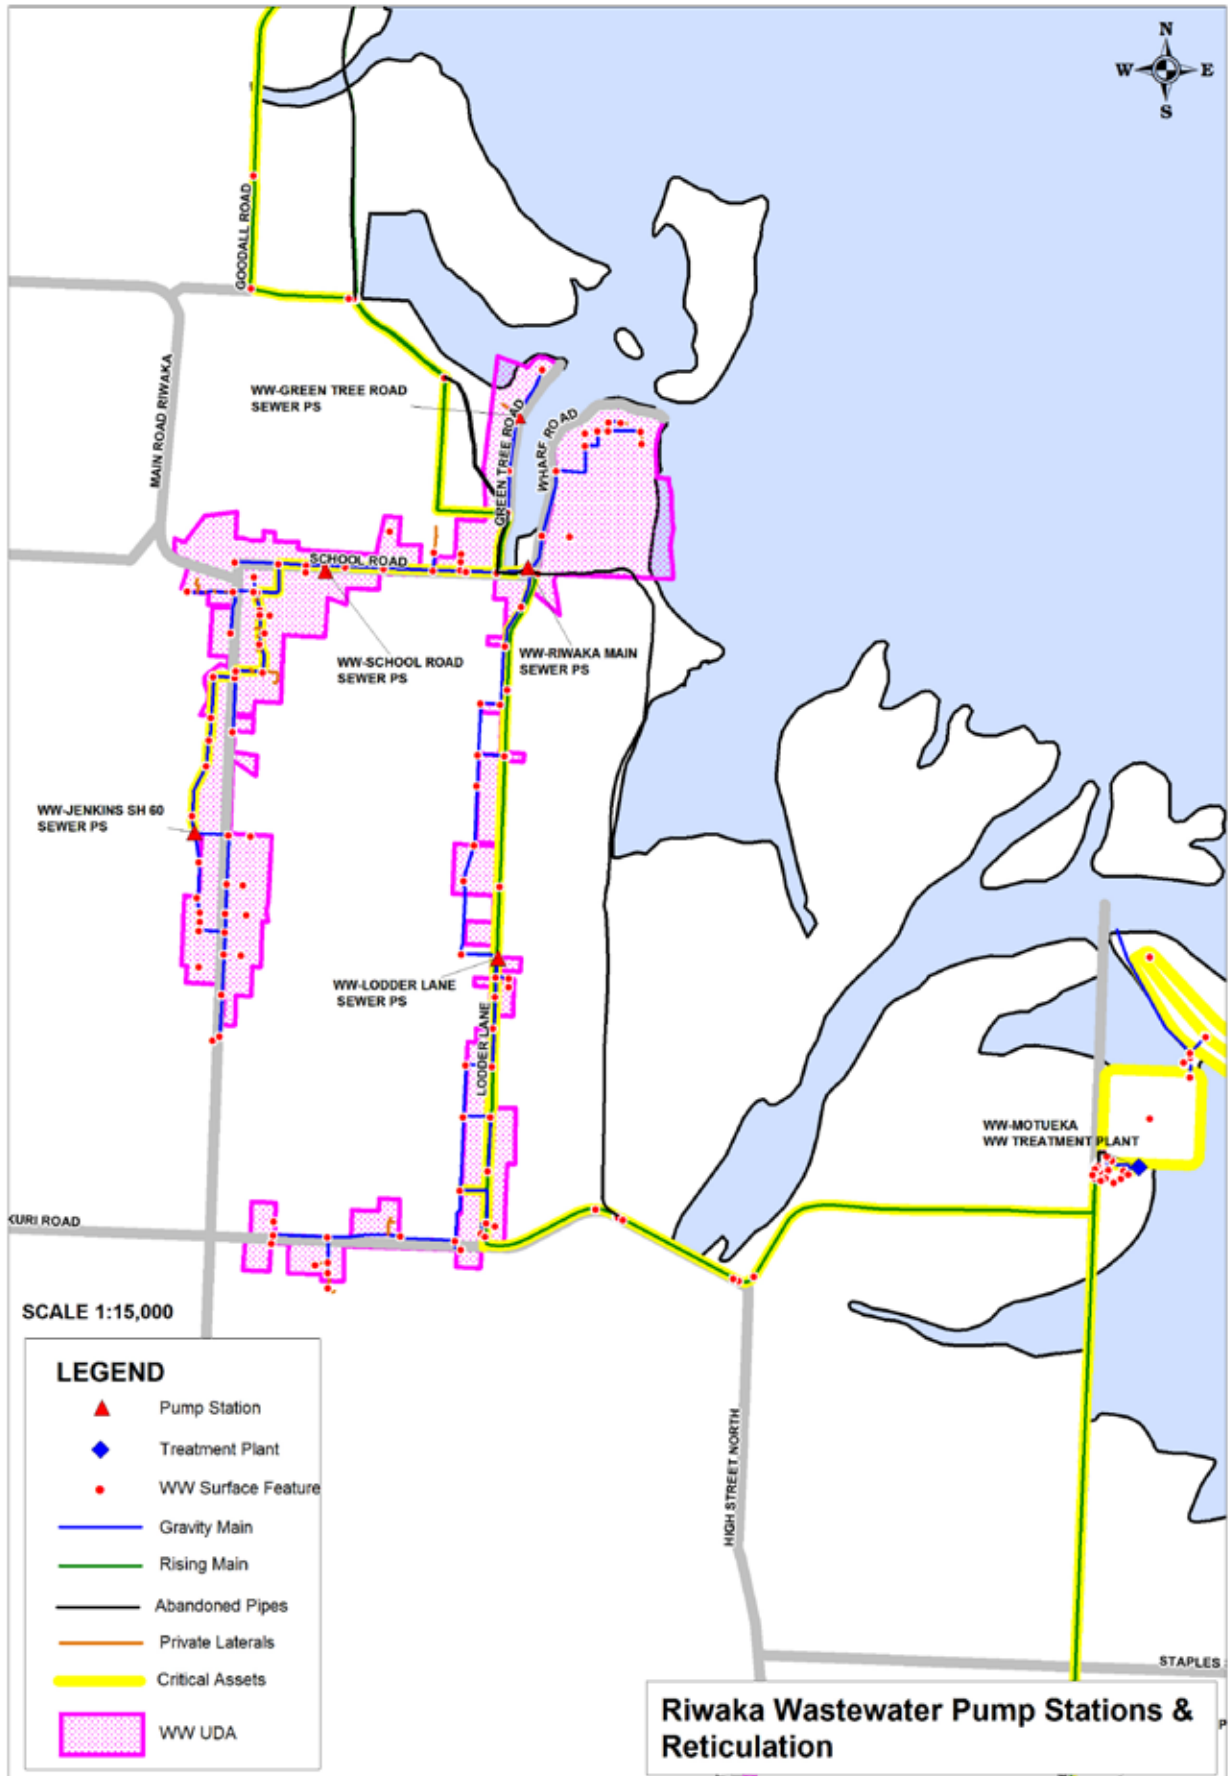 N
W E
S
GOODALL ROAD
MAIN ROAD RIWAKA
WW-GREEN TREE ROAD
SEWER PS
GREEN TREE ROAD
WHARF ROAD
SCHOOL ROAD
WW-SCHOOL ROAD
SEWER PS
WW-RIWAKA MAIN
SEWER PS
WW-JENKINS SH 60
SEWER PS
WW-LODDER LANE
SEWER PS
LODDER LANE
WW-MOTUEKA
WW TREATMENT PLANT
KURI ROAD
SCALE 1:15,000
HIGH STREET NORTH
STAPLES
LEGEND
Pump Station
Treatment Plant
WW Surface Feature
Gravity Main
Rising Main
Abandoned Pipes
Private Laterals
Critical Assets
WW UDA
Riwaka Wastewater Pump Stations &
Reticulation
P